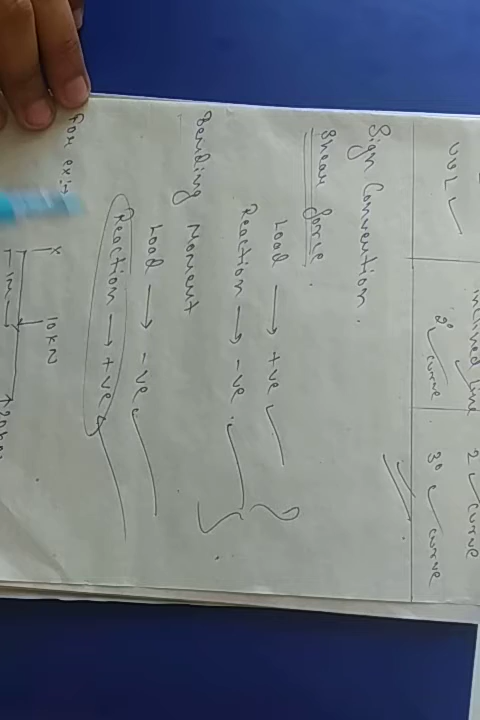 inclined line 2° curve
UVL 2° curve 3° curve
Sign Convention.
Shear force.
Load → +ve
Reaction → -ve.
Bending Moment
Load → -ve
Reaction → +ve
For ex:-
x 10 kN
1m